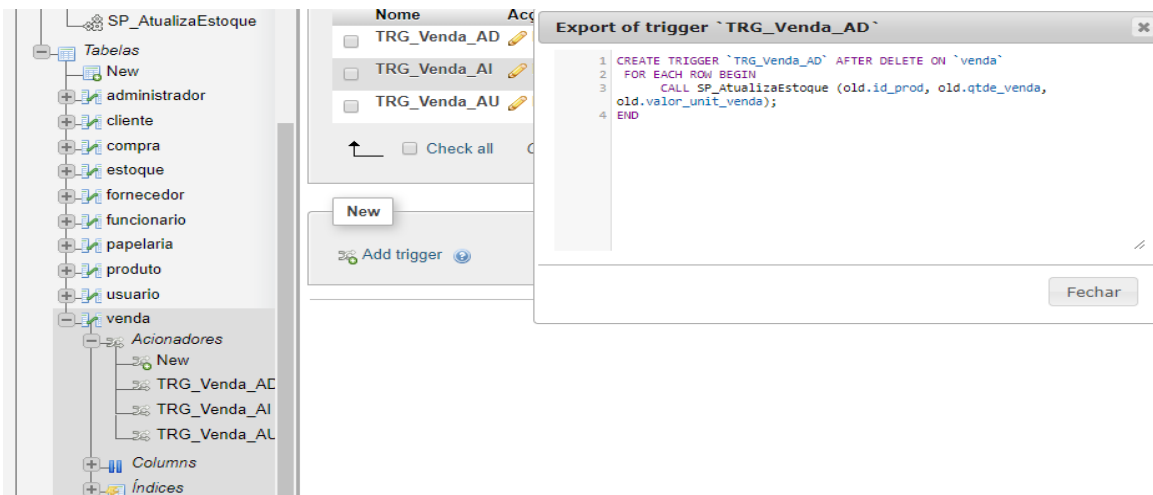 SP_AtualizaEstoque
Tabelas
New
administrador
cliente
compra
estoque
fornecedor
funcionario
papelaria
produto
usuario
venda
Acionadores
New
TRG_Venda_AD
TRG_Venda_AI
TRG_Venda_AU
Columns
Índices
Nome
TRG_Venda_AD
TRG_Venda_AI
TRG_Venda_AU
Check all
New
Add trigger
Export of trigger `TRG_Venda_AD`
1 CREATE TRIGGER `TRG_Venda_AD` AFTER DELETE ON `venda`
2 FOR EACH ROW BEGIN
3 CALL SP_AtualizaEstoque (old.id_prod, old.qtde_venda,
old.valor_unit_venda);
4 END
Fechar